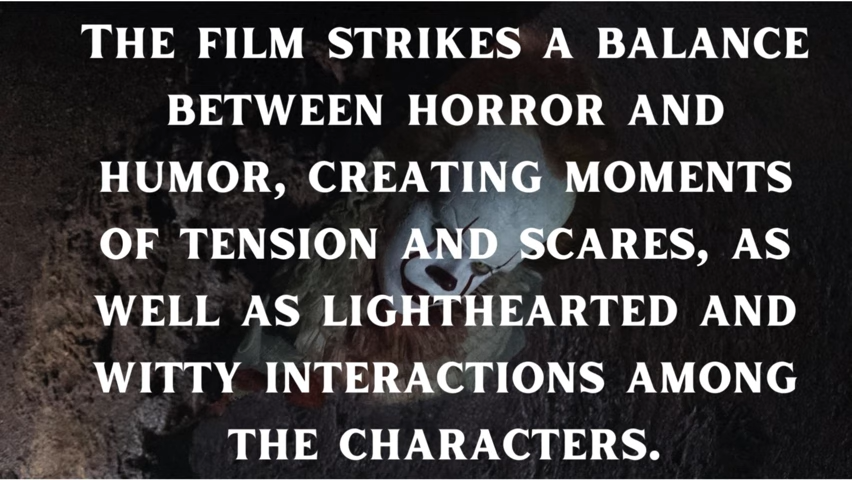 The film strikes a balance
between horror and
humor, creating moments
of tension and scares, as
well as lighthearted and
witty interactions among
the characters.